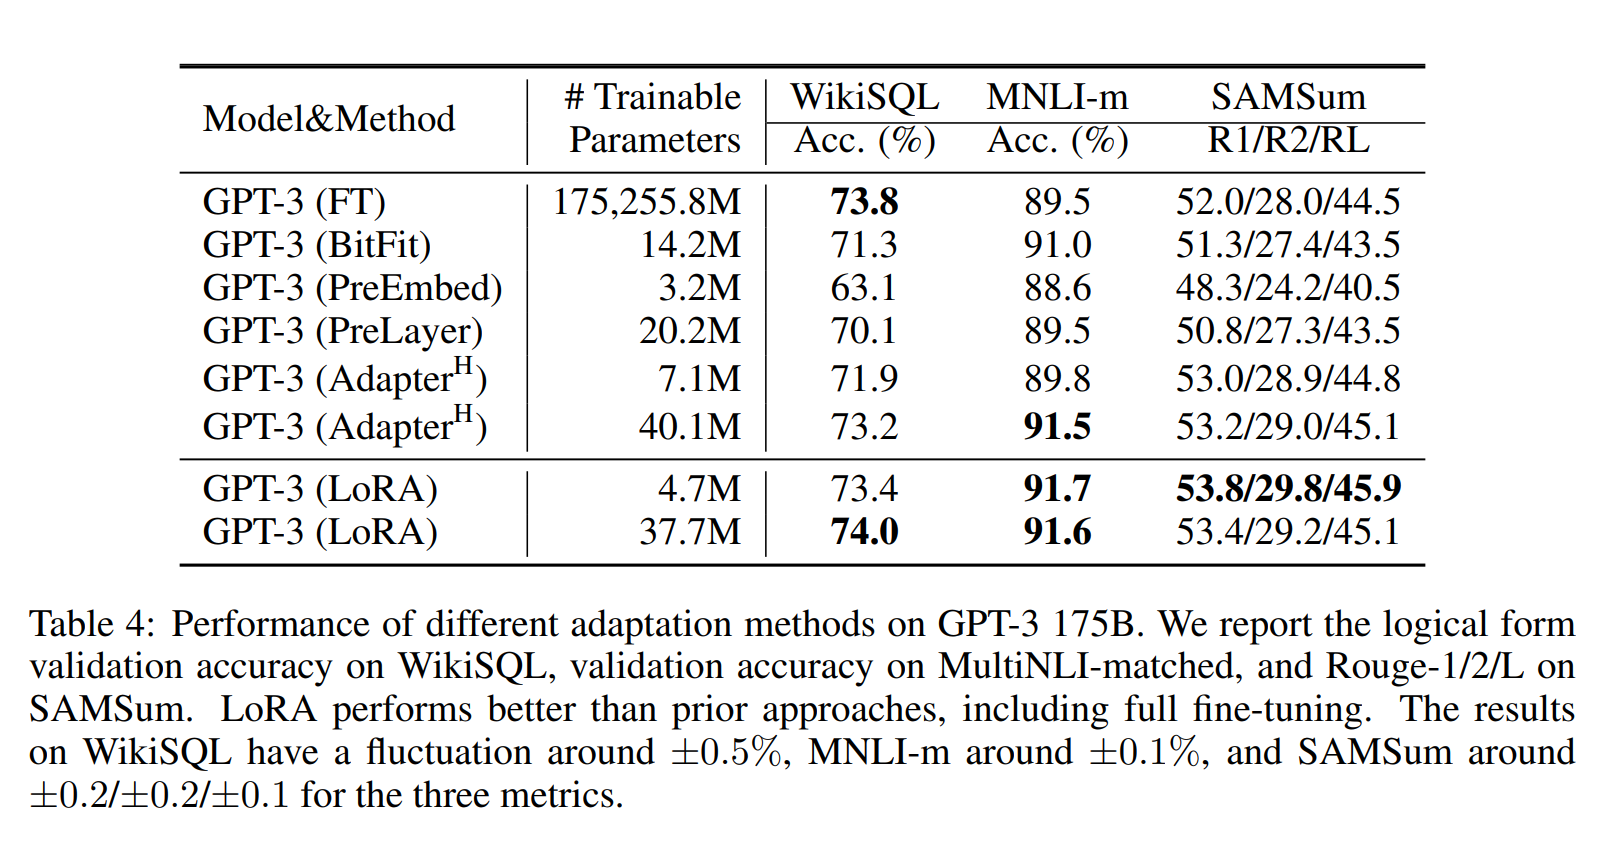 Model&Method # Trainable Parameters WikiSQL MNLI-m SAMSum
Acc. (%) Acc. (%) R1/R2/RL
GPT-3 (FT) 175,255.8M 73.8 89.5 52.0/28.0/44.5
GPT-3 (BitFit) 14.2M 71.3 91.0 51.3/27.4/43.5
GPT-3 (PreEmbed) 3.2M 63.1 88.6 48.3/24.2/40.5
GPT-3 (PreLayer) 20.2M 70.1 89.5 50.8/27.3/43.5
GPT-3 (Adapterᴴ) 7.1M 71.9 89.8 53.0/28.9/44.8
GPT-3 (Adapterᴴ) 40.1M 73.2 91.5 53.2/29.0/45.1
GPT-3 (LoRA) 4.7M 73.4 91.7 53.8/29.8/45.9
GPT-3 (LoRA) 37.7M 74.0 91.6 53.4/29.2/45.1
Table 4: Performance of different adaptation methods on GPT-3 175B. We report the logical form
validation accuracy on WikiSQL, validation accuracy on MultiNLI-matched, and Rouge-1/2/L on
SAMSum. LoRA performs better than prior approaches, including full fine-tuning. The results
on WikiSQL have a fluctuation around ±0.5%, MNLI-m around ±0.1%, and SAMSum around
±0.2/±0.2/±0.1 for the three metrics.